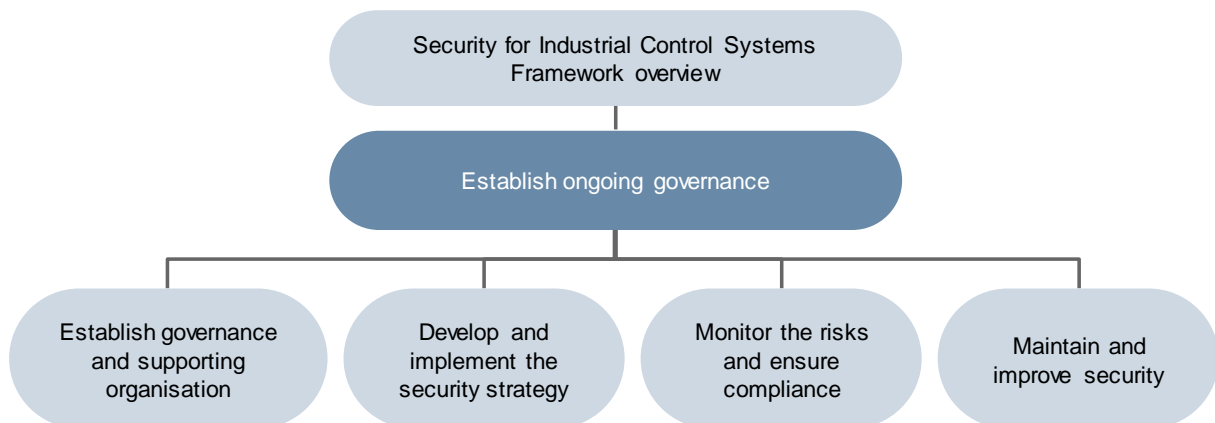 Security for Industrial Control Systems
Framework overview
Establish ongoing governance
Establish governance
and supporting
organisation
Develop and
implement the
security strategy
Monitor the risks
and ensure
compliance
Maintain and
improve security